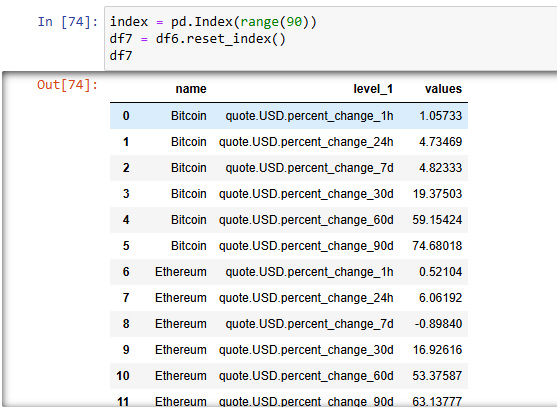 In [74]: index = pd.Index(range(90))
df7 = df6.reset_index()
df7
Out[74]:
name level_1 values
0 Bitcoin quote.USD.percent_change_1h 1.05733
1 Bitcoin quote.USD.percent_change_24h 4.73469
2 Bitcoin quote.USD.percent_change_7d 4.82333
3 Bitcoin quote.USD.percent_change_30d 19.37503
4 Bitcoin quote.USD.percent_change_60d 59.15424
5 Bitcoin quote.USD.percent_change_90d 74.68018
6 Ethereum quote.USD.percent_change_1h 0.52104
7 Ethereum quote.USD.percent_change_24h 6.06192
8 Ethereum quote.USD.percent_change_7d -0.89840
9 Ethereum quote.USD.percent_change_30d 16.92616
10 Ethereum quote.USD.percent_change_60d 53.37587
11 Ethereum quote.USD.percent_change_90d 63.13777